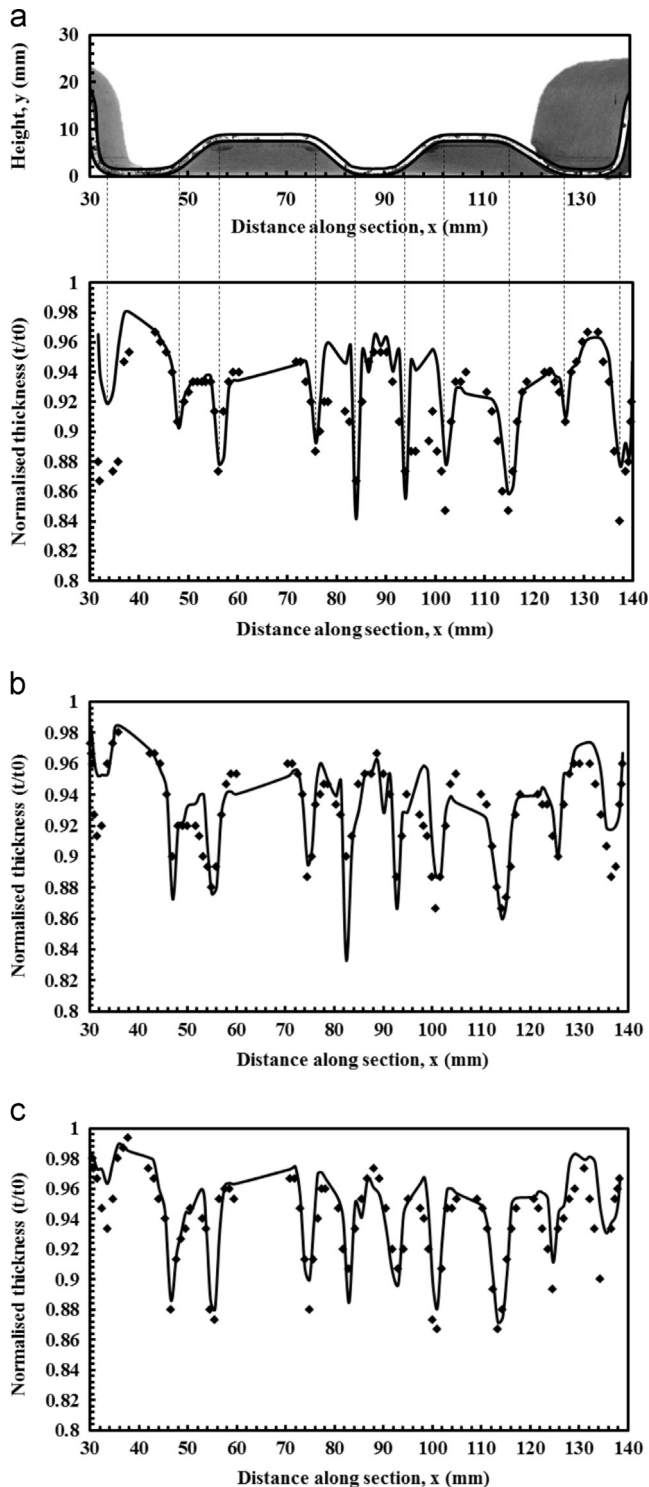 a
Height, y (mm)
30
20
10
0
30 50 70 90 110 130
Distance along section, x (mm)
Normalised thickness (t/t0)
1
0.98
0.96
0.94
0.92
0.9
0.88
0.86
0.84
0.82
0.8
30 40 50 60 70 80 90 100 110 120 130 140
Distance along section, x (mm)
b
Normalised thickness (t/t0)
1
0.98
0.96
0.94
0.92
0.9
0.88
0.86
0.84
0.82
0.8
30 40 50 60 70 80 90 100 110 120 130 140
Distance along section, x (mm)
c
Normalised thickness (t/t0)
1
0.98
0.96
0.94
0.92
0.9
0.88
0.86
0.84
0.82
0.8
30 40 50 60 70 80 90 100 110 120 130 140
Distance along section, x (mm)